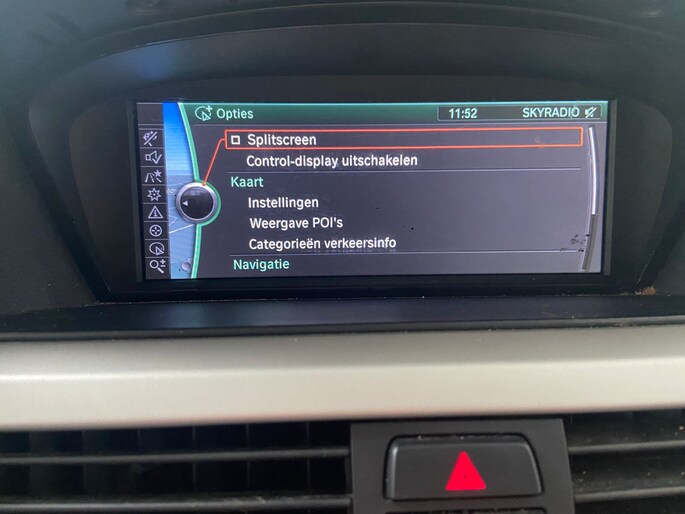 Opties 11:52 SKYRADIO
Splitscreen
Control-display uitschakelen
Kaart
Instellingen
Weergave POI's
Categorieën verkeersinfo
Navigatie